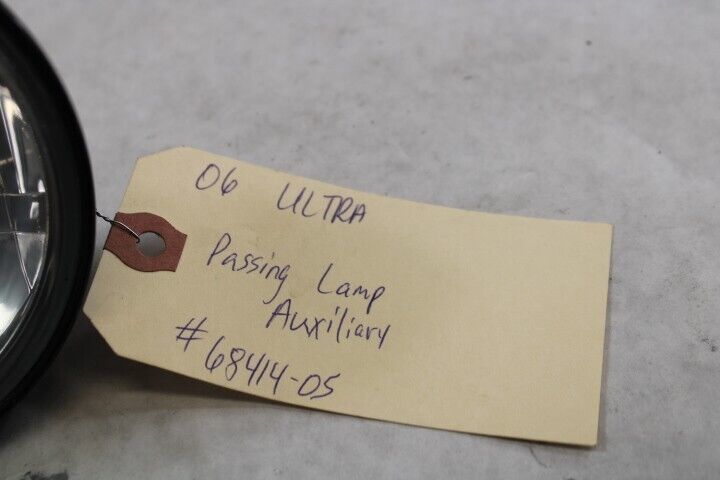 06 ULTRA
Passing Lamp
Auxiliary
#68414-05